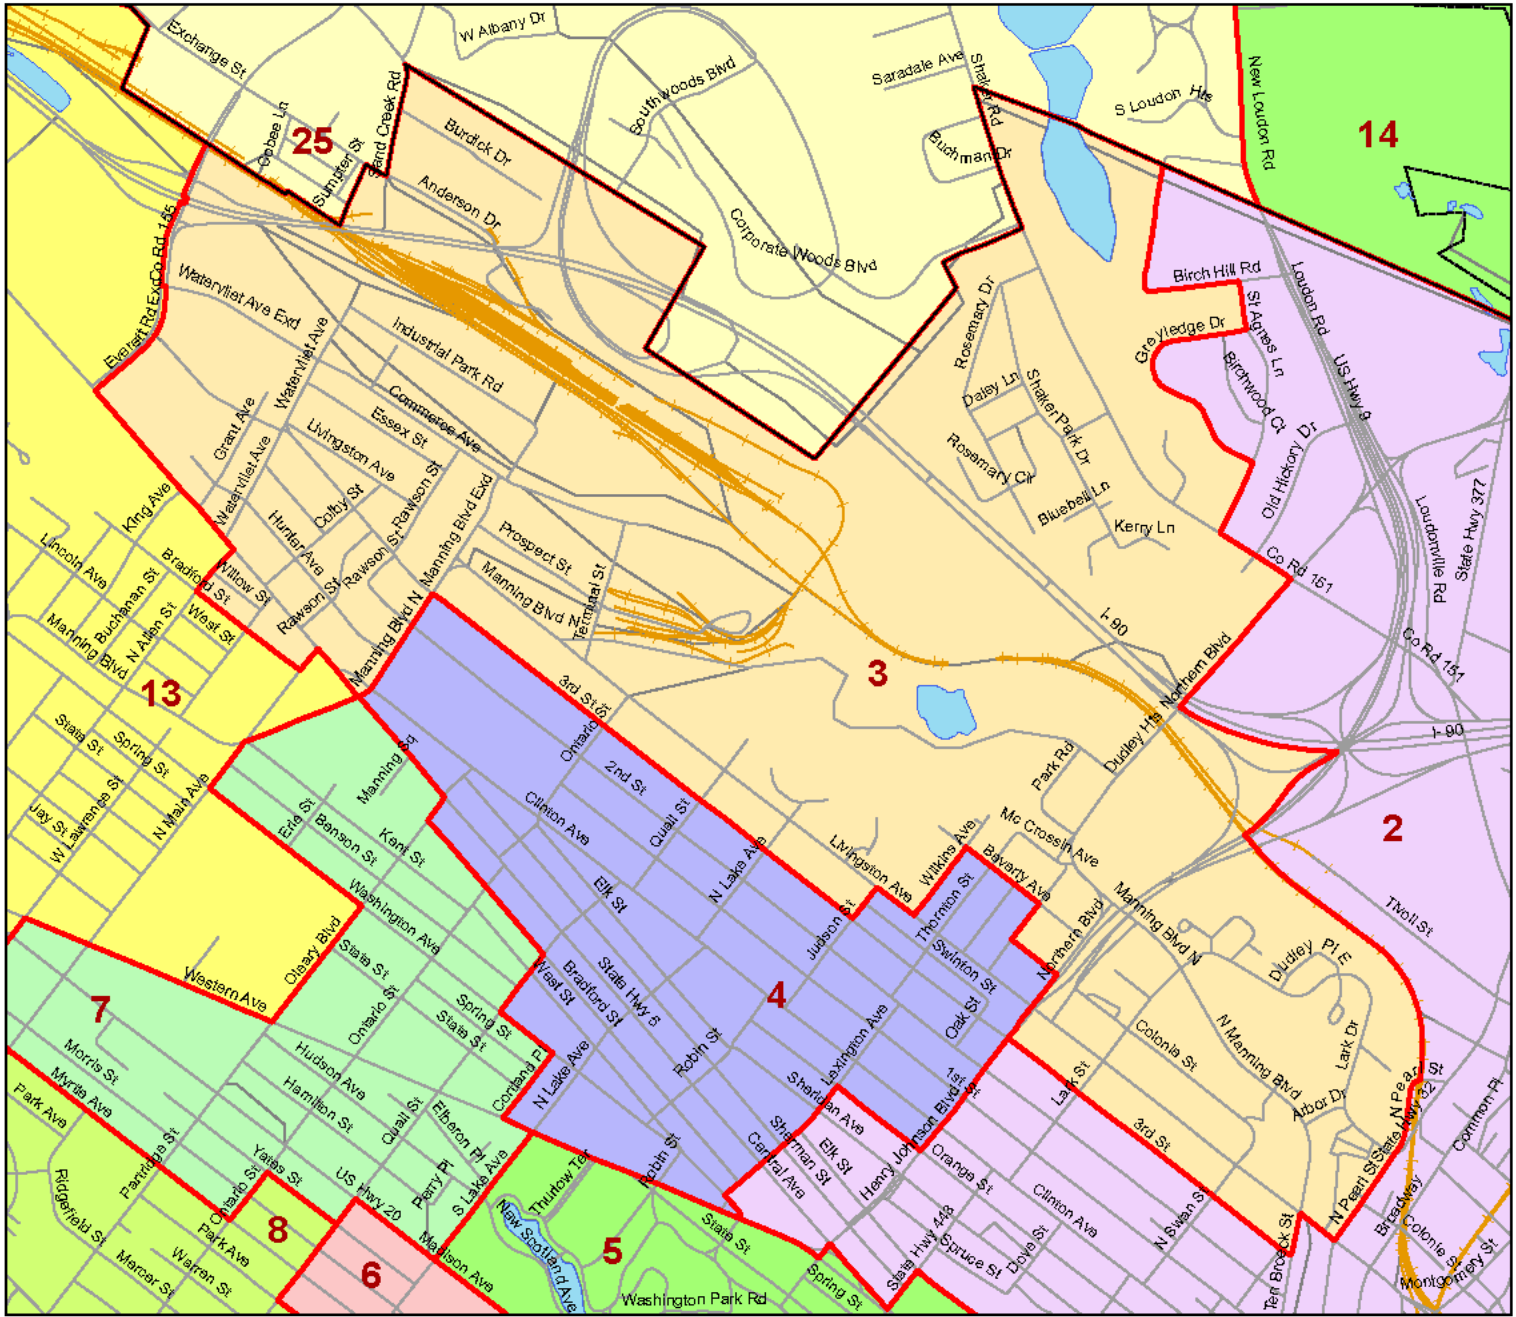 Exchange St
W Albany Dr
Southwoods Blvd
Saradale Ave
Shaker Rd
S Loudon Hts
New Loudon Rd
14
Cobee Ln
25
Sumpter St
Sand Creek Rd
Burdick Dr
Buchman Dr
Anderson Dr
Corporate Woods Blvd
Birch Hill Rd
Everett Rd Exd
Co Rd 155
Watervliet Ave Exd
Watervliet Ave
Industrial Park Rd
Rosemary Dr
Greyledge Dr
St Agnes Ln
Loudon Rd
US Hwy 9
Birchwood Ct
Daley Ln
Shaker Park Dr
Commerce Ave
Essex St
Livingston Ave
Grant Ave
Watervliet Ave
Rosemary Cir
Old Hickory Dr
Bluebell Ln
Kerry Ln
Loudonville Rd
State Hwy 377
Co Rd 151
Co Rd 151
King Ave
Colby St
Hunter Ave
Rawson St
Rawson St
Rawson St
Manning Blvd Exd
Prospect St
Manning Blvd N
Terminal St
Lincoln Ave
Bradford St
Willow St
Buchanan St
N Allen St
West St
Manning Blvd
Manning Blvd N
I- 90
Northern Blvd
13
3
3rd St
Ontario St
Dudley Hts
I- 90
State St
Spring St
Manning Sq
2nd St
Park Rd
Jay St
W Lawrence St
N Main Ave
Erie St
Benson St
Kent St
Clinton Ave
Quail St
N Lake Ave
Livingston Ave
Wilkins Ave
Mc Crossin Ave
Beverly Ave
2
Washington Ave
Elk St
Judson St
Thornton St
Swinton St
Northern Blvd
Manning Blvd N
Tivoli St
Dudley Pl E
Oleary Blvd
State St
Western Ave
West St
Bradford St
State Hwy 5
4
7
Ontario St
Spring St
State St
Oak St
Lexington Ave
Robin St
Colonie St
N Manning Blvd
Lark Dr
Morris St
Myrtle Ave
Park Ave
Hudson Ave
Hamilton St
Quail St
Elberon Pl
Cortland Pl
N Lake Ave
Sheridan Ave
1st St
Lark St
Arbor Dr
N Pearl St
State Hwy 32
Common Pl
3rd St
Sherman St
Elk St
Central Ave
Henry Johnson Blvd
Orange St
Clinton Ave
N Swan St
Partridge St
Yates St
US Hwy 20
Perry Pl
S Lake Ave
Thurlow Ter
Robin St
Ridgefield St
Ontario St
8
Park Ave
Warren St
Mercer St
6
Madison Ave
New Scotland Ave
5
State St
Spring St
Washington Park Rd
State Hwy 443
Spruce St
Dove St
Ten Broeck St
N Pearl St
Broadway
Colonie St
Montgomery St